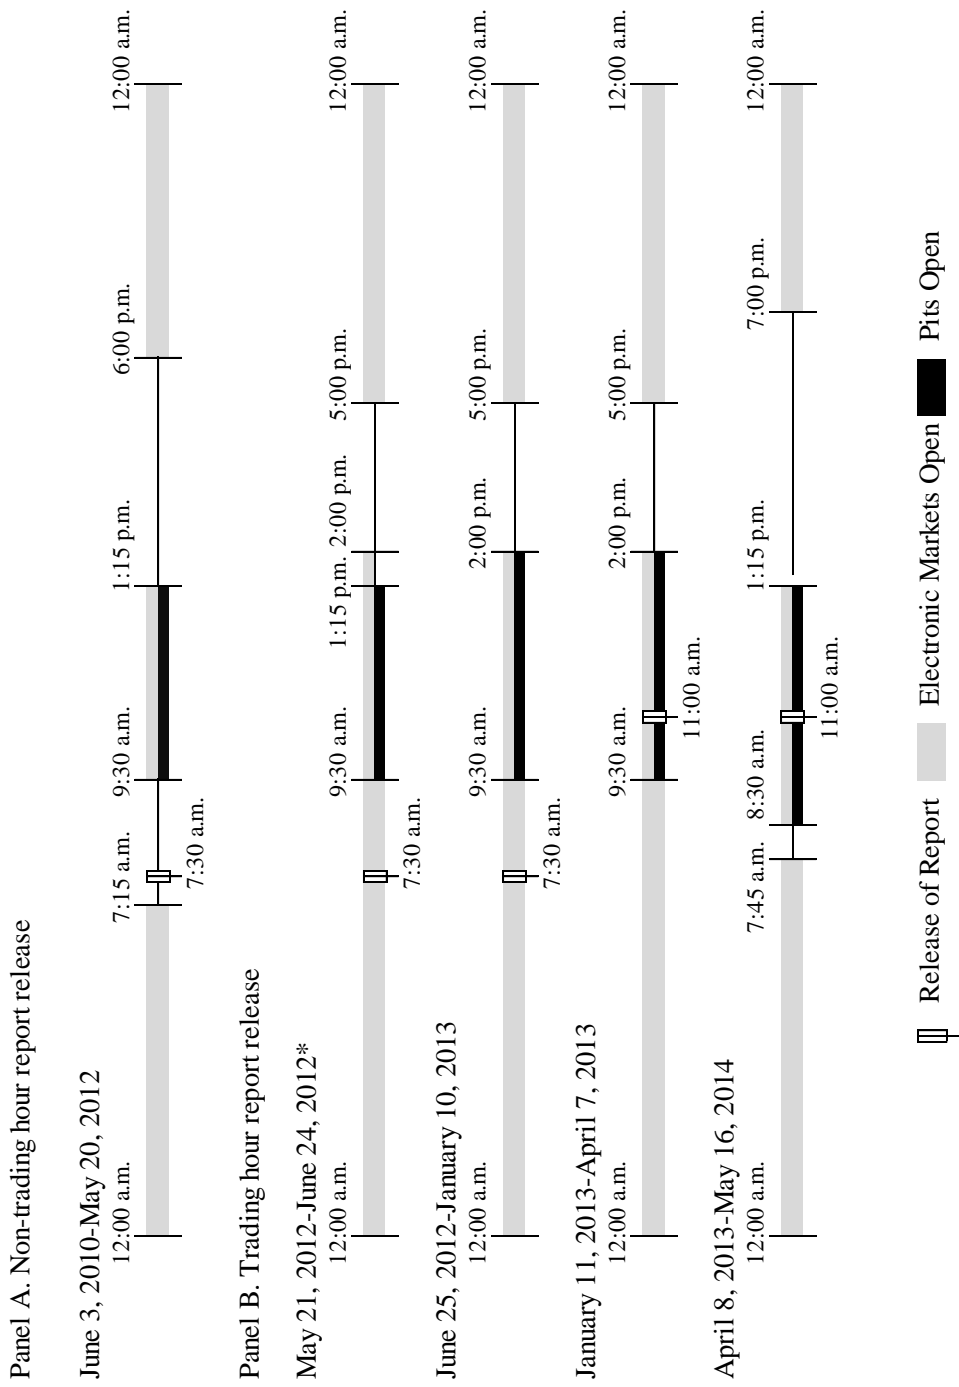 Panel A. Non-trading hour report release
June 3, 2010-May 20, 2012
12:00 a.m. 7:15 a.m. 9:30 a.m. 1:15 p.m. 6:00 p.m. 12:00 a.m.
7:30 a.m.
Panel B. Trading hour report release
May 21, 2012-June 24, 2012*
12:00 a.m. 9:30 a.m. 1:15 p.m. 2:00 p.m. 5:00 p.m. 12:00 a.m.
7:30 a.m.
June 25, 2012-January 10, 2013
12:00 a.m. 9:30 a.m. 2:00 p.m. 5:00 p.m. 12:00 a.m.
7:30 a.m.
January 11, 2013-April 7, 2013
12:00 a.m. 9:30 a.m. 2:00 p.m. 5:00 p.m. 12:00 a.m.
11:00 a.m.
April 8, 2013-May 16, 2014
12:00 a.m. 7:45 a.m. 8:30 a.m. 1:15 p.m. 7:00 p.m. 12:00 a.m.
11:00 a.m.
Release of Report Electronic Markets Open Pits Open